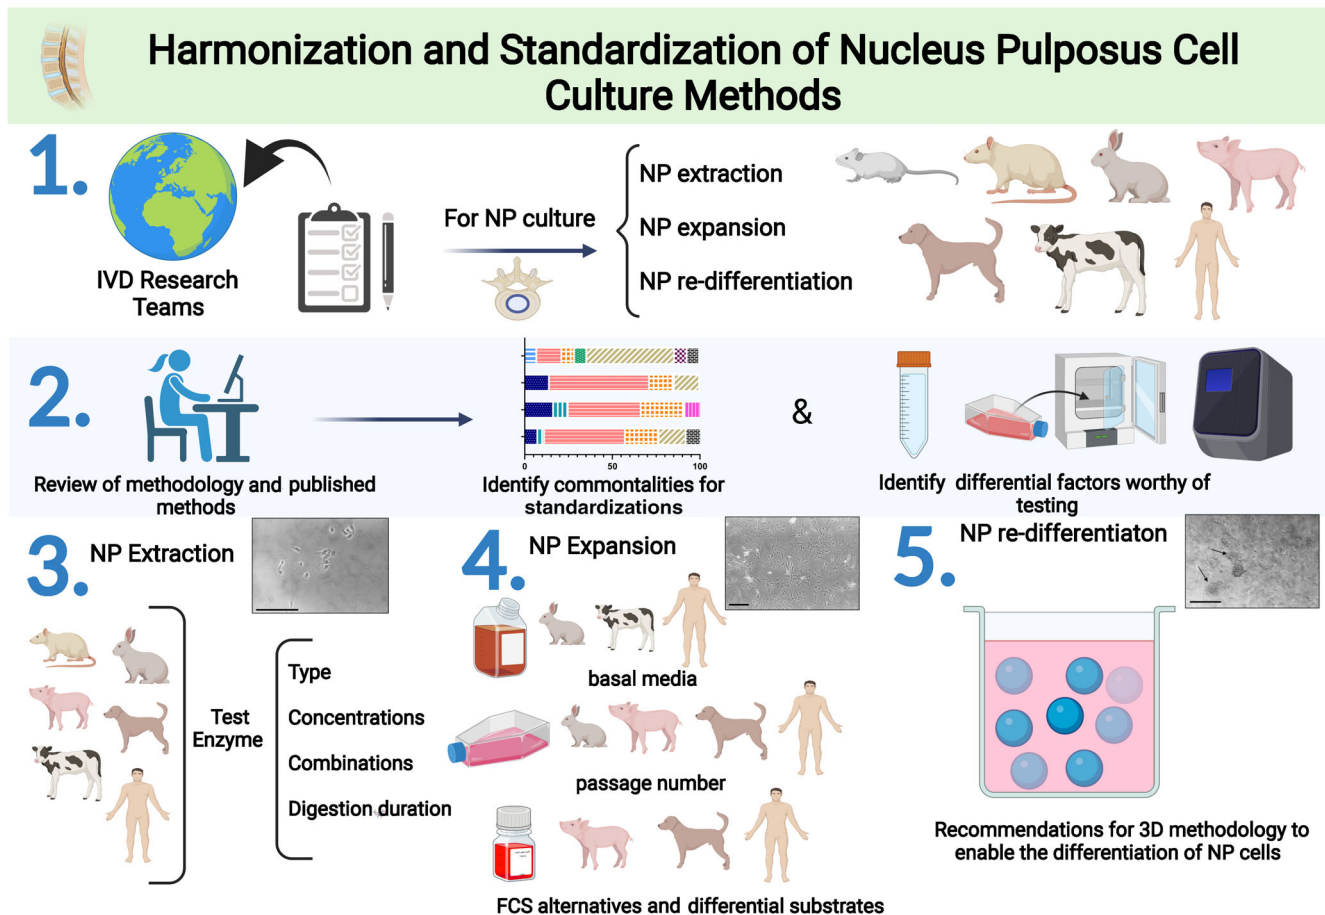 Harmonization and Standardization of Nucleus Pulposus Cell
Culture Methods
1.
IVD Research
Teams
For NP culture
NP extraction
NP expansion
NP re-differentiation
2.
Review of methodology and published
methods
0
50
100
Identify commontalities for
standardizations
&
Identify differential factors worthy of
testing
3.
NP Extraction
Test
Enzyme
Type
Concentrations
Combinations
Digestion duration
4.
NP Expansion
basal media
passage number
FCS alternatives and differential substrates
5.
NP re-differentiaton
Recommendations for 3D methodology to
enable the differentiation of NP cells